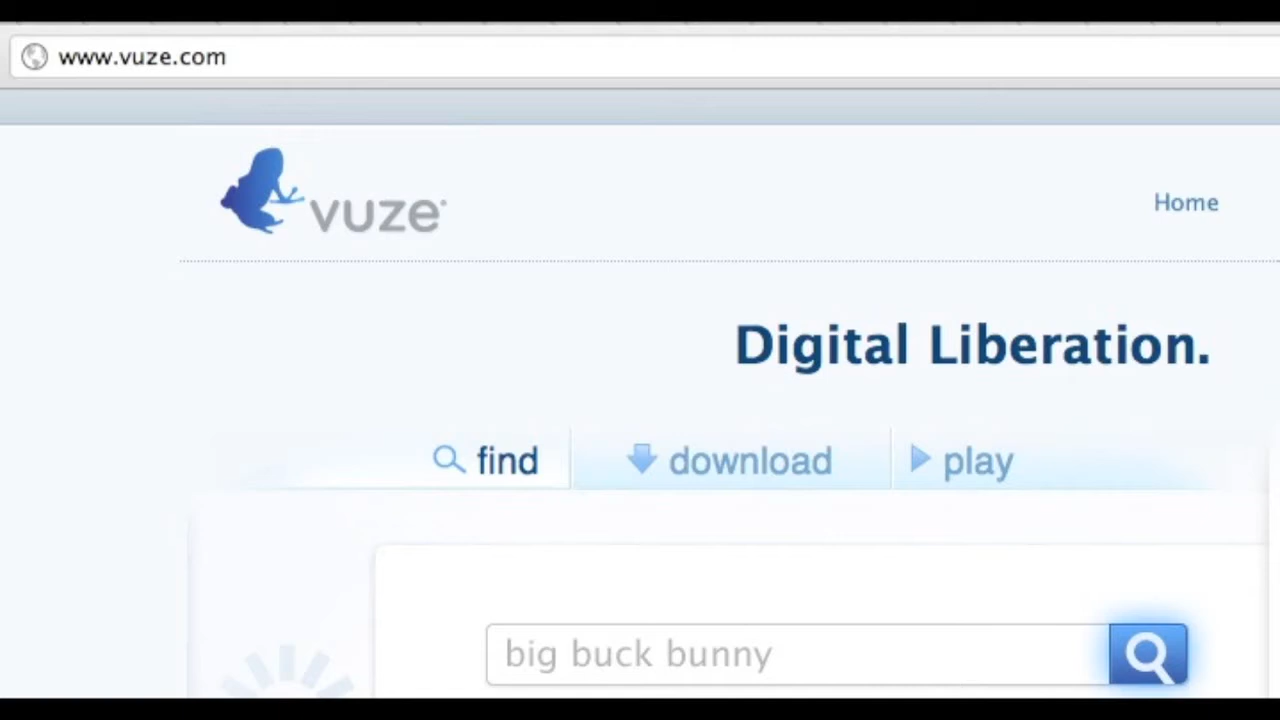 www.vuze.com
vuze
Home
Digital Liberation.
find
download
play
big buck bunny